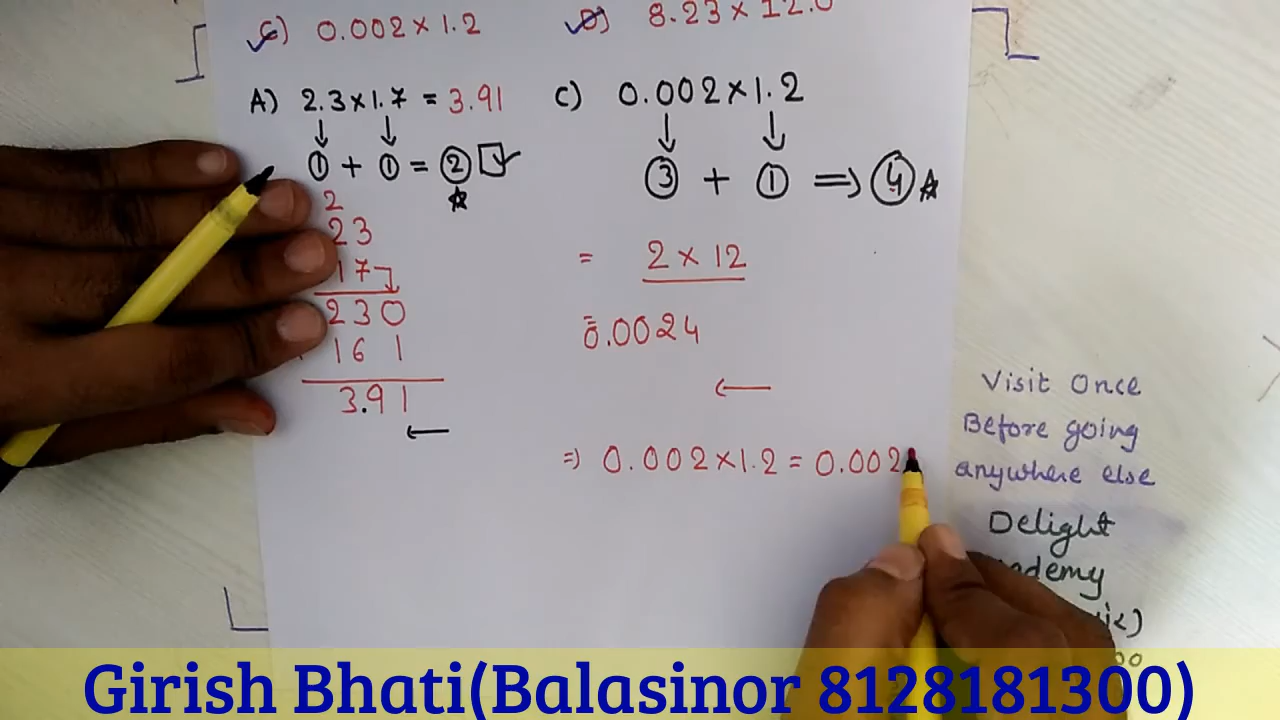 C) 0.002 × 1.2
D) 8.23 × 12.0
A) 2.3 × 1.7 = 3.91
↓ ↓
① + ① = ②
2
23
17
230
161
3.91
←
C) 0.002 × 1.2
↓ ↓
③ + ① ⇒ ④
= 2 × 12
= 0.0024
←
⇒ 0.002 × 1.2 = 0.002
Visit Once
Before going
anywhere else
Delight
Girish Bhati(Balasinor 8128181300)